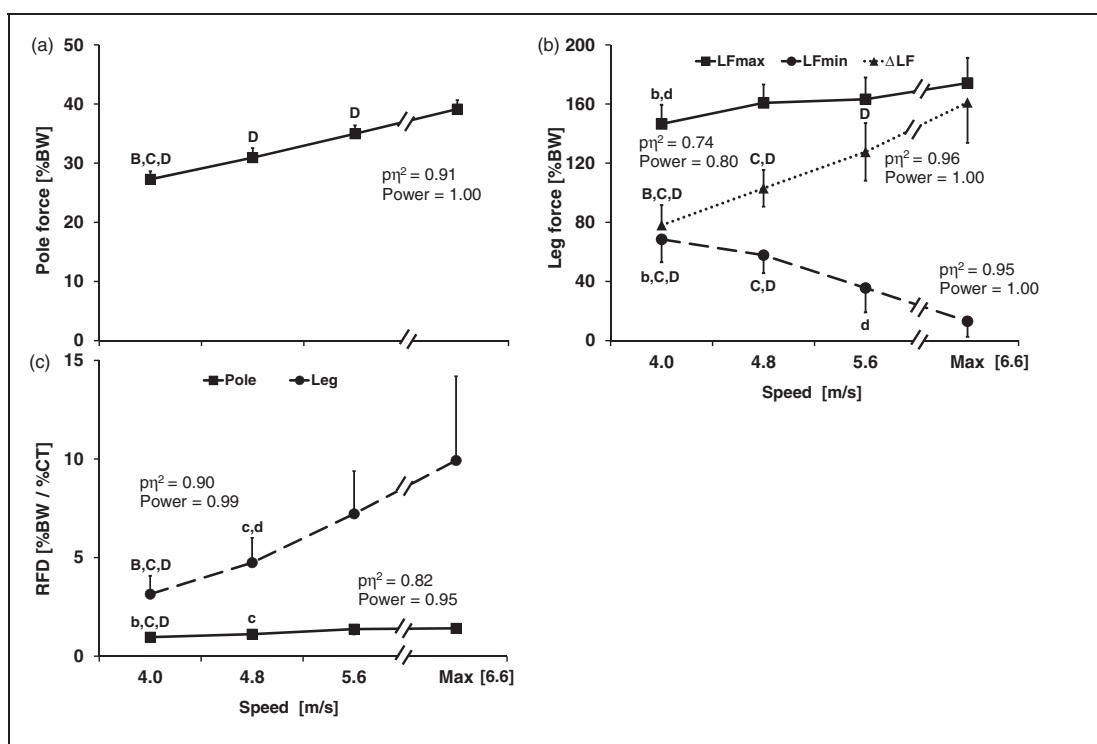 (a)
50
40
30
20
10
0
Pole force [%BW]
B,C,D
D
D
pη² = 0.91
Power = 1.00
(b)
200
160
120
80
40
0
Leg force [%BW]
LFmax LFmin ΔLF
b,d
D
pη² = 0.74
Power = 0.80
C,D
pη² = 0.96
Power = 1.00
B,C,D
b,C,D
C,D
d
pη² = 0.95
Power = 1.00
4.0 4.8 5.6 Max [6.6]
Speed [m/s]
(c)
15
10
5
0
RFD [%BW / %CT]
Pole Leg
pη² = 0.90
Power = 0.99
c,d
B,C,D
pη² = 0.82
Power = 0.95
b,C,D
c
4.0 4.8 5.6 Max [6.6]
Speed [m/s]